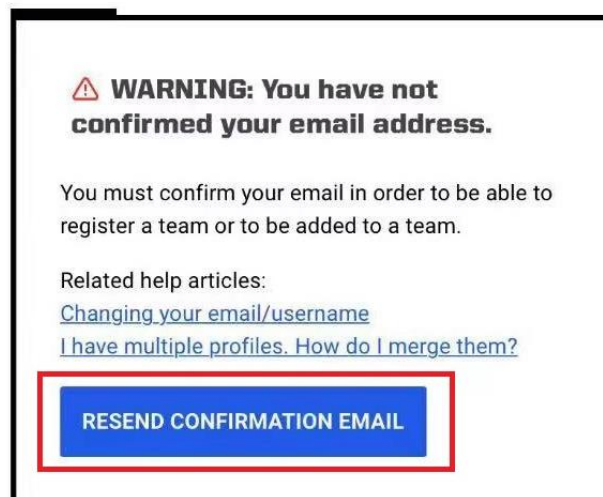 WARNING: You have not
confirmed your email address.
You must confirm your email in order to be able to
register a team or to be added to a team.
Related help articles:
Changing your email/username
I have multiple profiles. How do I merge them?
RESEND CONFIRMATION EMAIL